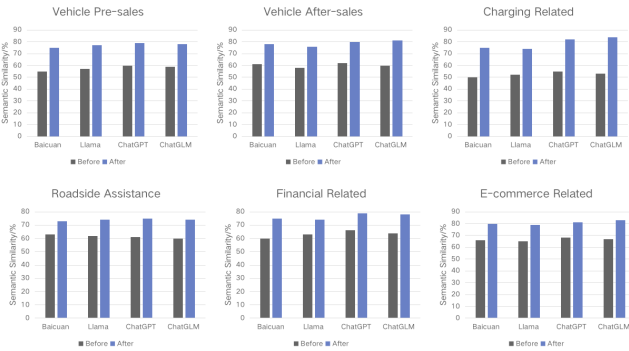 Vehicle Pre-sales
Semantic Similarity/%
90
80
70
60
50
40
30
20
10
0
Baicuan Llama ChatGPT ChatGLM
Before After
Vehicle After-sales
Semantic Similarity/%
90
80
70
60
50
40
30
20
10
0
Baicuan Llama ChatGPT ChatGLM
Before After
Charging Related
Semantic Similarity/%
90
80
70
60
50
40
30
20
10
0
Baicuan Llama ChatGPT ChatGLM
Before After
Roadside Assistance
Semantic Similarity/%
80
70
60
50
40
30
20
10
0
Baicuan Llama ChatGPT ChatGLM
Before After
Financial Related
Semantic Similarity/%
80
70
60
50
40
30
20
10
0
Baicuan Llama ChatGPT ChatGLM
Before After
E-commerce Related
Semantic Similarity/%
90
80
70
60
50
40
30
20
10
0
Baicuan Llama ChatGPT ChatGLM
Before After